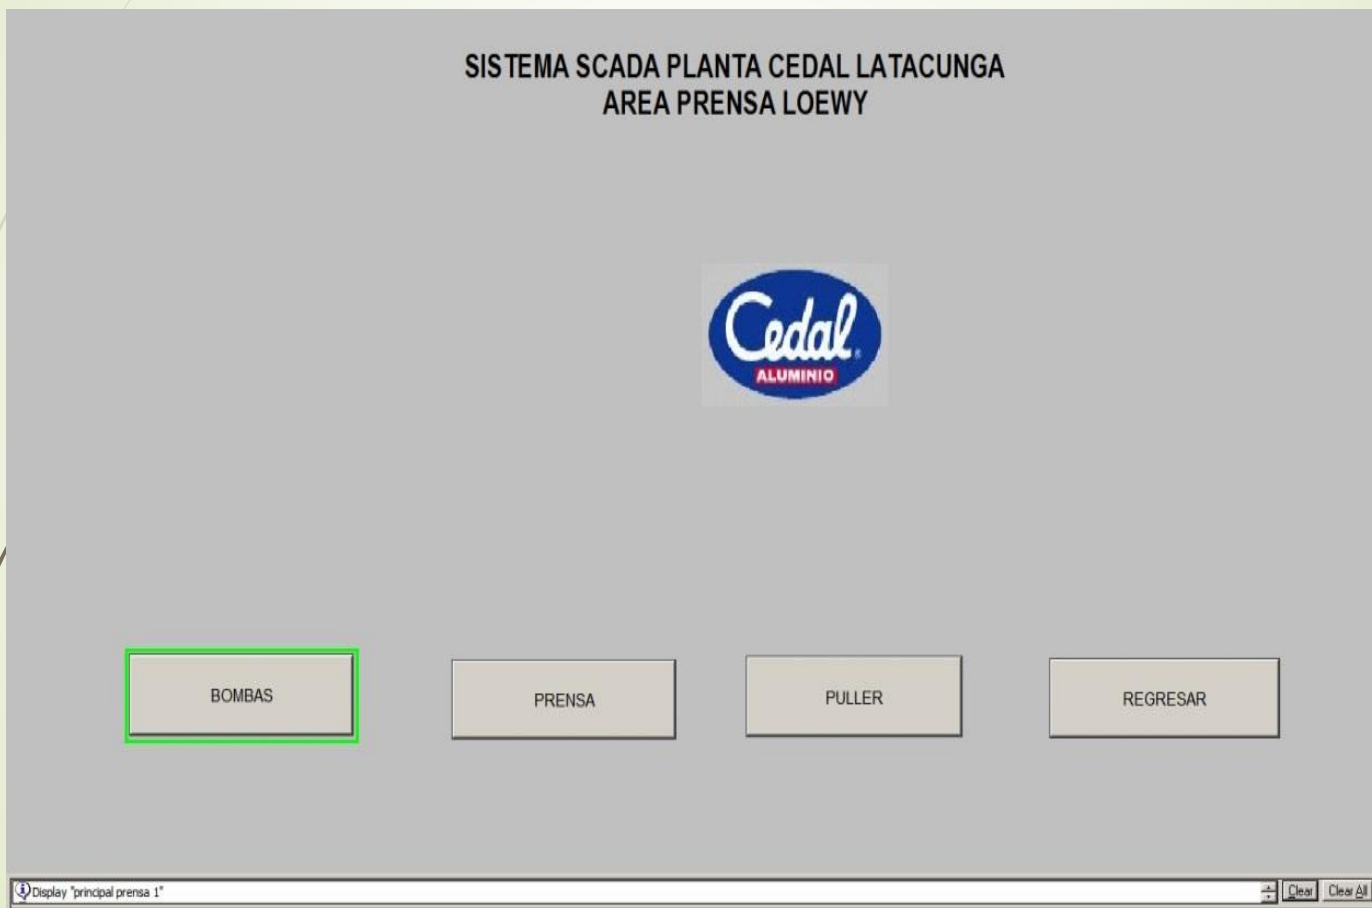 SISTEMA SCADA PLANTA CEDAL LATACUNGA
AREA PRENSA LOEWY
Cedal®
ALUMINIO
BOMBAS
PRENSA
PULLER
REGRESAR
Display "principal prensa 1"
Clear
Clear All